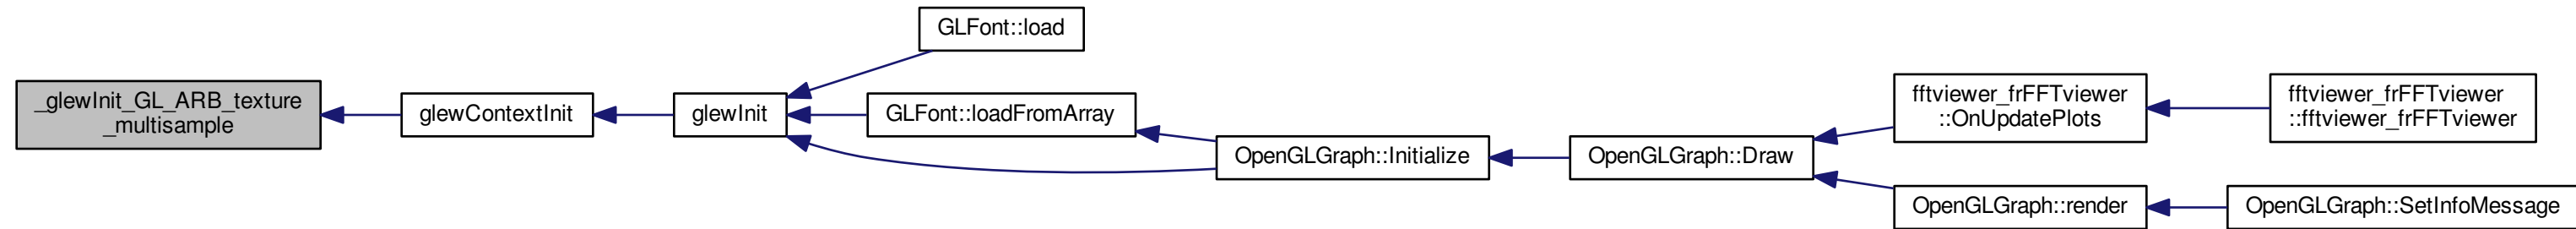 _glewInit_GL_ARB_texture
_multisample
glewContextInit
glewInit
GLFont::load
GLFont::loadFromArray
OpenGLGraph::Initialize
OpenGLGraph::Draw
fftviewer_frFFTviewer
::OnUpdatePlots
OpenGLGraph::render
fftviewer_frFFTviewer
::fftviewer_frFFTviewer
OpenGLGraph::SetInfoMessage